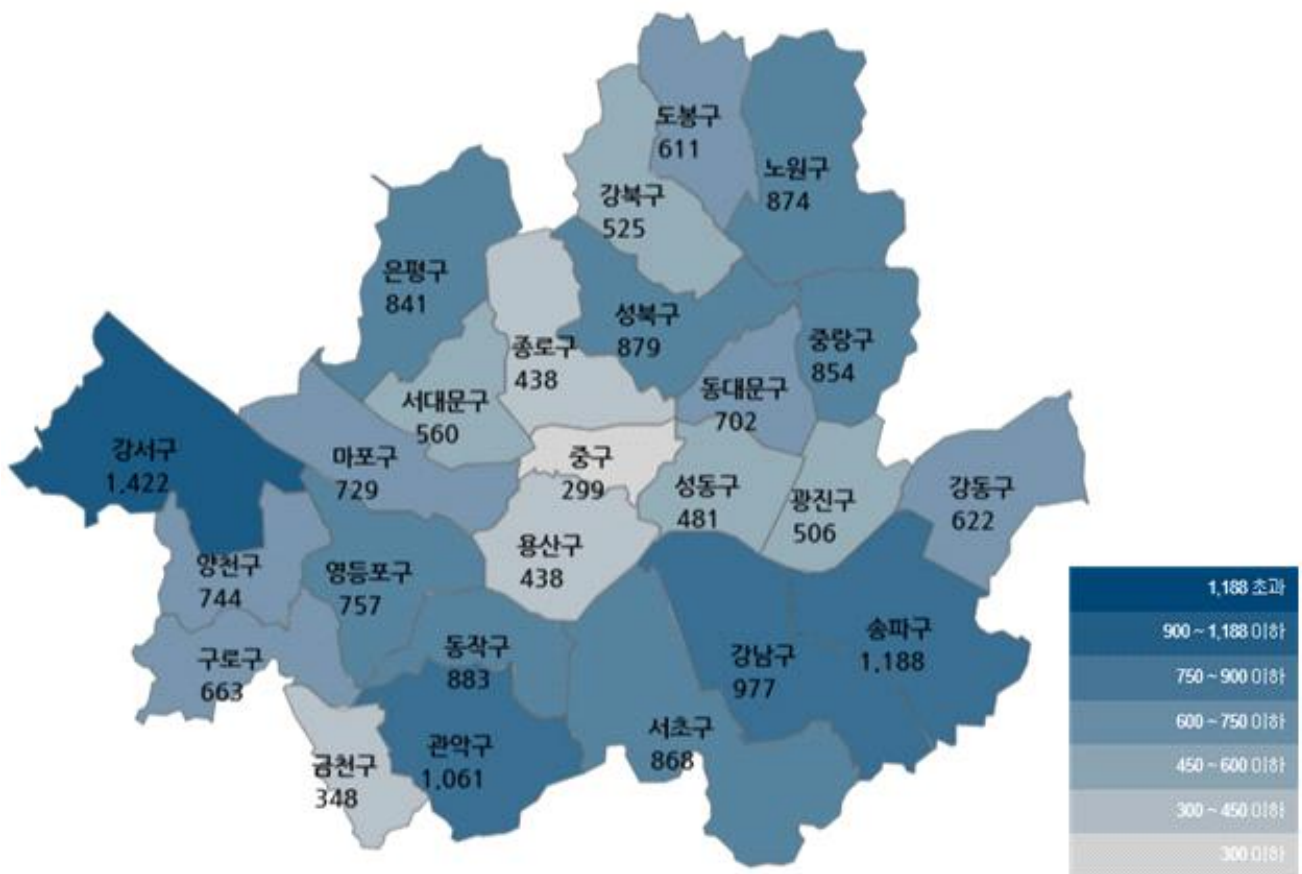 도봉구
611
노원구
874
강북구
525
은평구
841
성북구
879
종로구
438
중랑구
854
동대문구
702
서대문구
560
강서구
1,422
마포구
729
중구
299
성동구
481
광진구
506
강동구
622
용산구
438
양천구
744
영등포구
757
구로구
663
동작구
883
강남구
977
송파구
1,188
서초구
868
관악구
1,061
금천구
348
1,188 초과
900 ~ 1,188 이하
750 ~ 900 이하
600 ~ 750 이하
450 ~ 600 이하
300 ~ 450 이하
300 이하